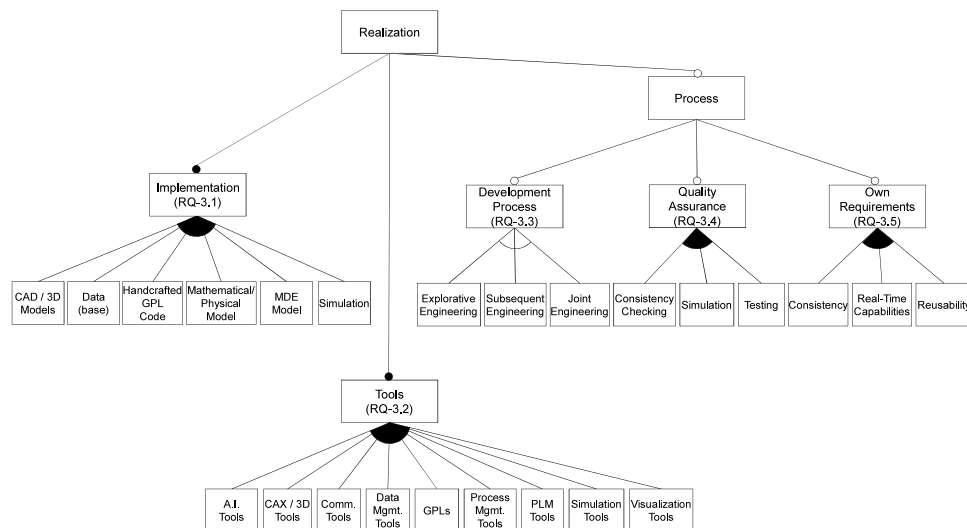 Realization
Process
Implementation
(RQ-3.1)
Development
Process
(RQ-3.3)
Quality
Assurance
(RQ-3.4)
Own
Requirements
(RQ-3.5)
CAD / 3D
Models
Data
(base)
Handcrafted
GPL
Code
Mathematical/
Physical
Model
MDE
Model
Simulation
Explorative
Engineering
Subsequent
Engineering
Joint
Engineering
Consistency
Checking
Simulation
Testing
Consistency
Real-Time
Capabilities
Reusability
Tools
(RQ-3.2)
A.I.
Tools
CAX / 3D
Tools
Comm.
Tools
Data
Mgmt.
Tools
GPLs
Process
Mgmt.
Tools
PLM
Tools
Simulation
Tools
Visualization
Tools